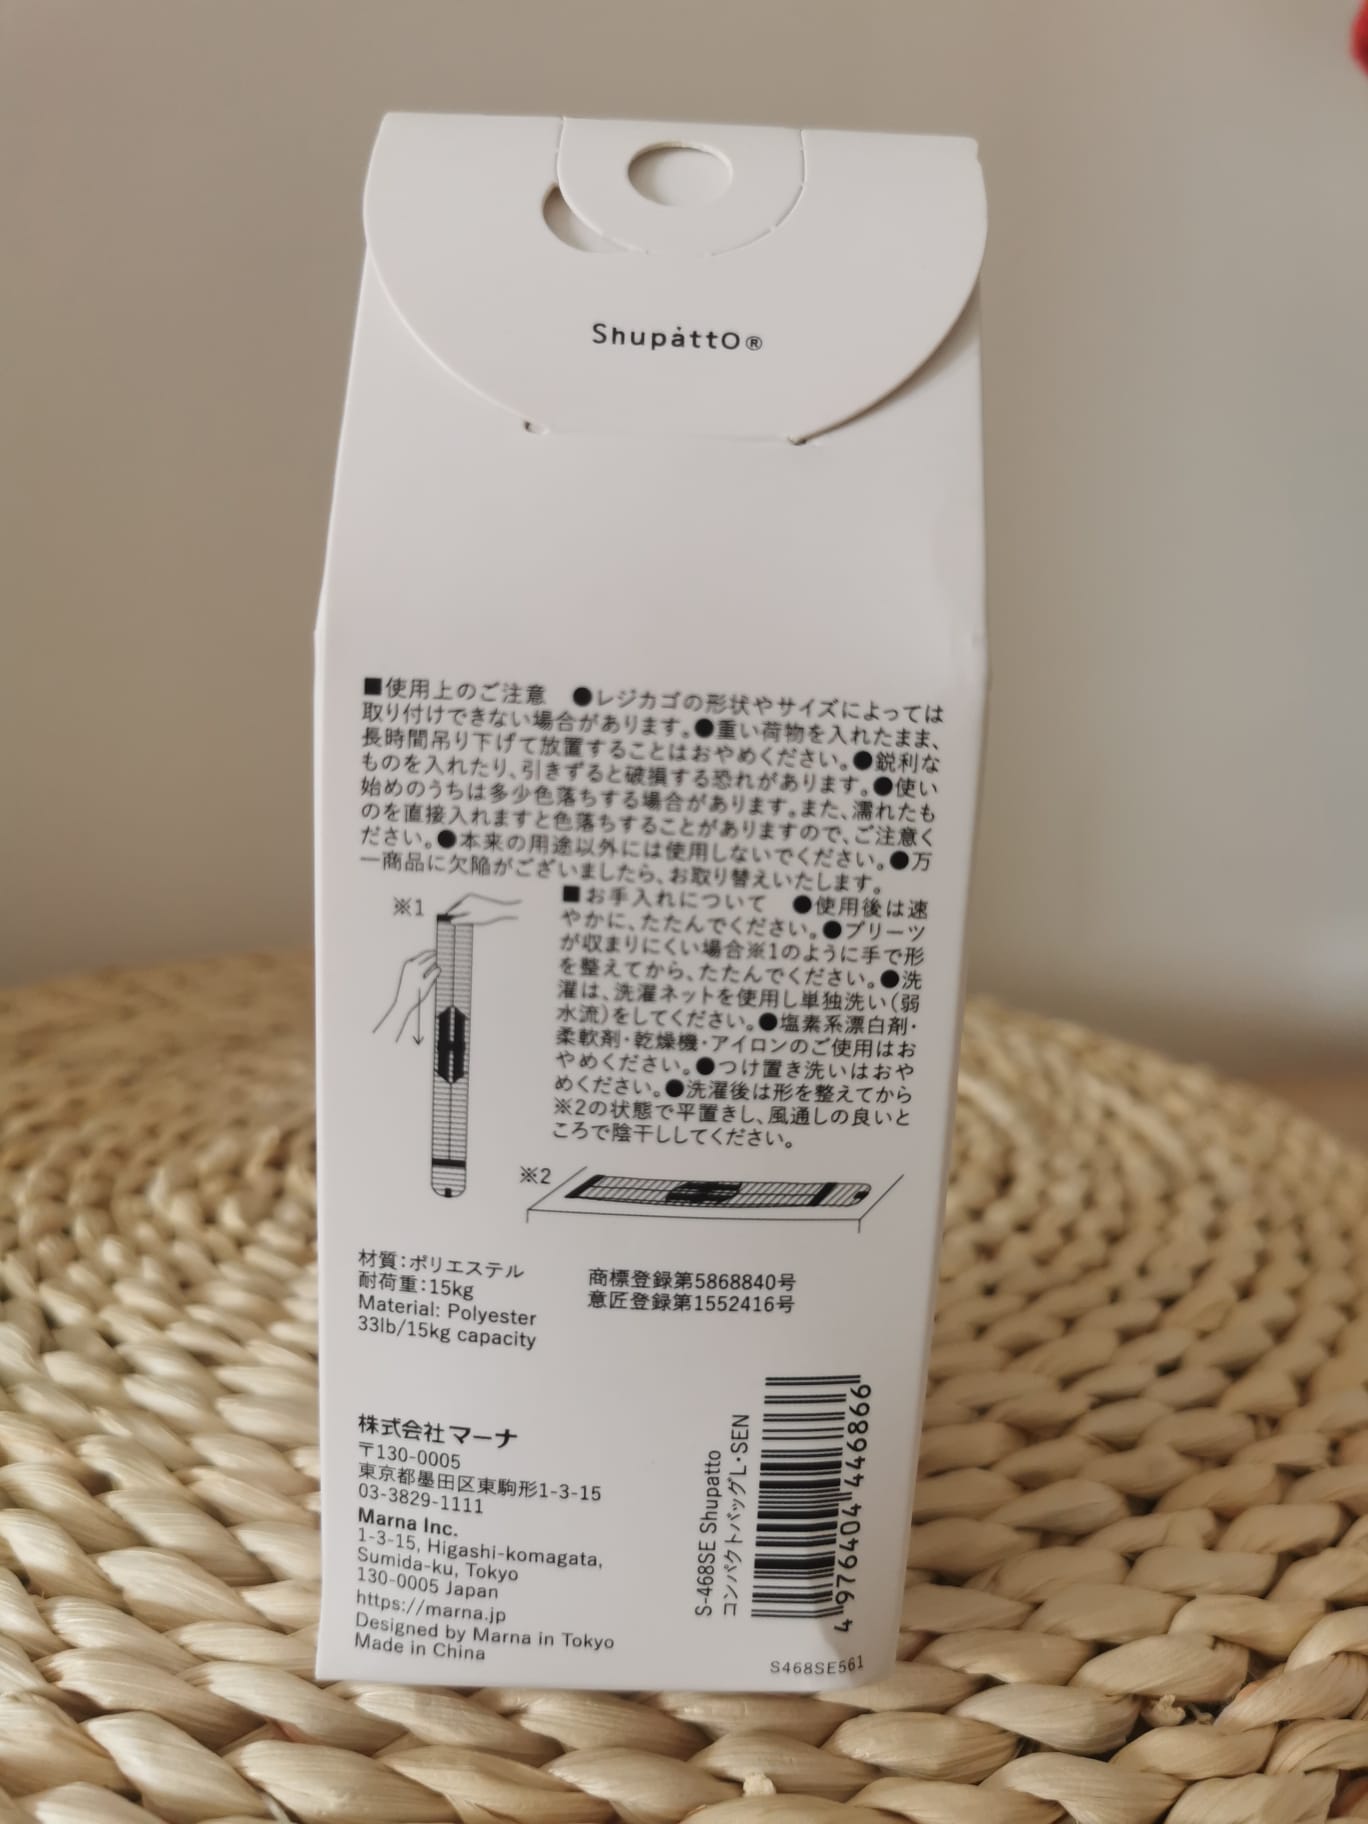 Shupatto®
■使用上のご注意 ●レジカゴの形状やサイズによっては
取り付けできない場合があります。●重い荷物を入れたまま、
長時間吊り下げて放置することはおやめください。●鋭利な
ものを入れたり、引きずると破損する恐れがあります。●使い
始めのうちは多少色落ちする場合があります。また、濡れたも
のを直接入れますと色落ちすることがありますので、ご注意く
ださい。●本来の用途以外には使用しないでください。●万
一商品に欠陥がございましたら、お取り替えいたします。
※1
■お手入れについて ●使用後は速
やかに、たたんでください。●プリーツ
が収まりにくい場合※1のように手で形
を整えてから、たたんでください。●洗
濯は、洗濯ネットを使用し単独洗い（弱
水流）をしてください。●塩素系漂白剤・
柔軟剤・乾燥機・アイロンのご使用はお
やめください。●つけ置き洗いはおや
めください。●洗濯後は形を整えてから
※2の状態で平置きし、風通しの良いと
ころで陰干ししてください。
※2
材質：ポリエステル
耐荷重：15kg
Material: Polyester
33lb/15kg capacity
商標登録第5868840号
意匠登録第1552416号
株式会社マーナ
〒130-0005
東京都墨田区東駒形1-3-15
03-3829-1111
Marna Inc.
1-3-15, Higashi-komagata,
Sumida-ku, Tokyo
130-0005 Japan
https://marna.jp
Designed by Marna in Tokyo
Made in China
S-468SE Shupatto
コンパクトバッグL・SEN
4 976404 446866
S468SE561